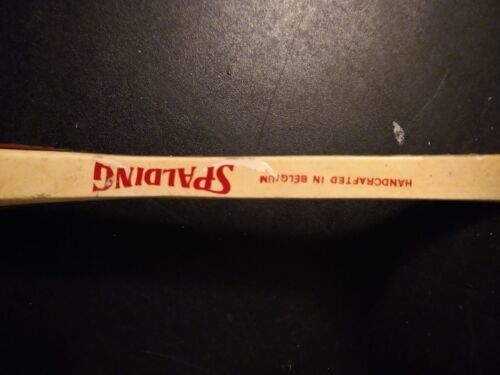 SPALDING
HANDCRAFTED IN BELGIUM